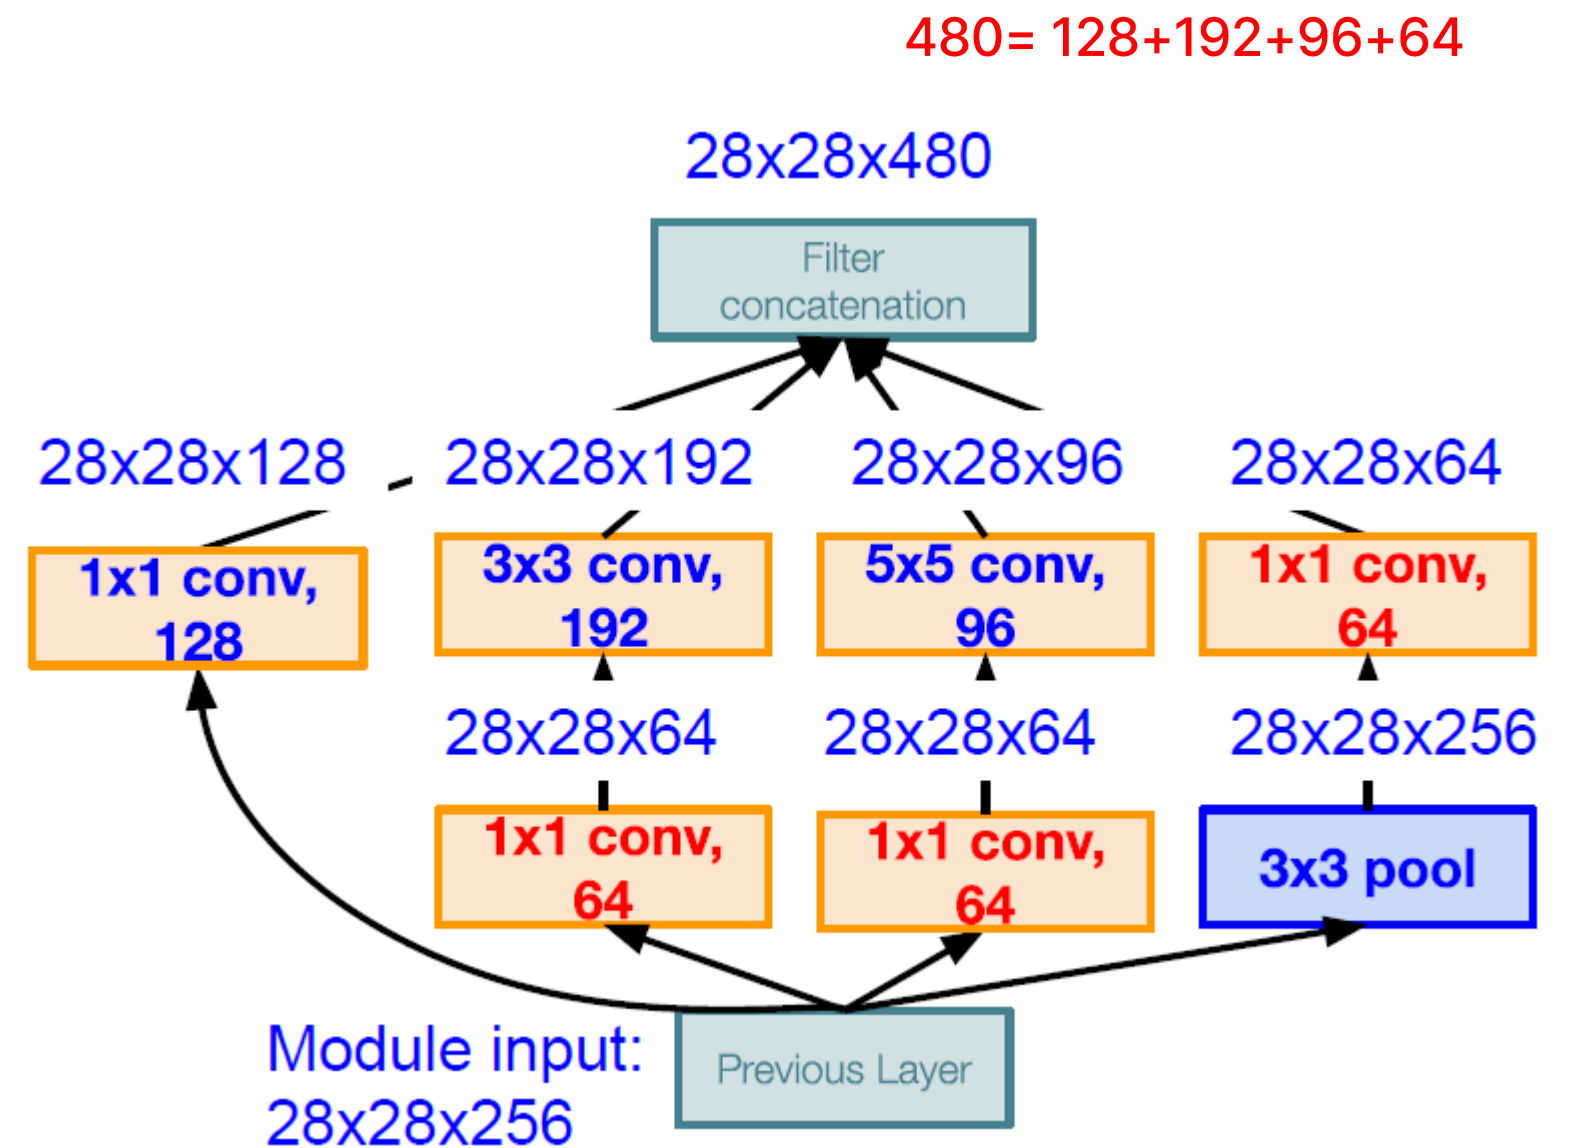 480= 128+192+96+64
28x28x480
Filter
concatenation
28x28x128
28x28x192
28x28x96
28x28x64
1x1 conv,
128
3x3 conv,
192
5x5 conv,
96
1x1 conv,
64
28x28x64
28x28x64
28x28x256
1x1 conv,
64
1x1 conv,
64
3x3 pool
Module input:
28x28x256
Previous Layer